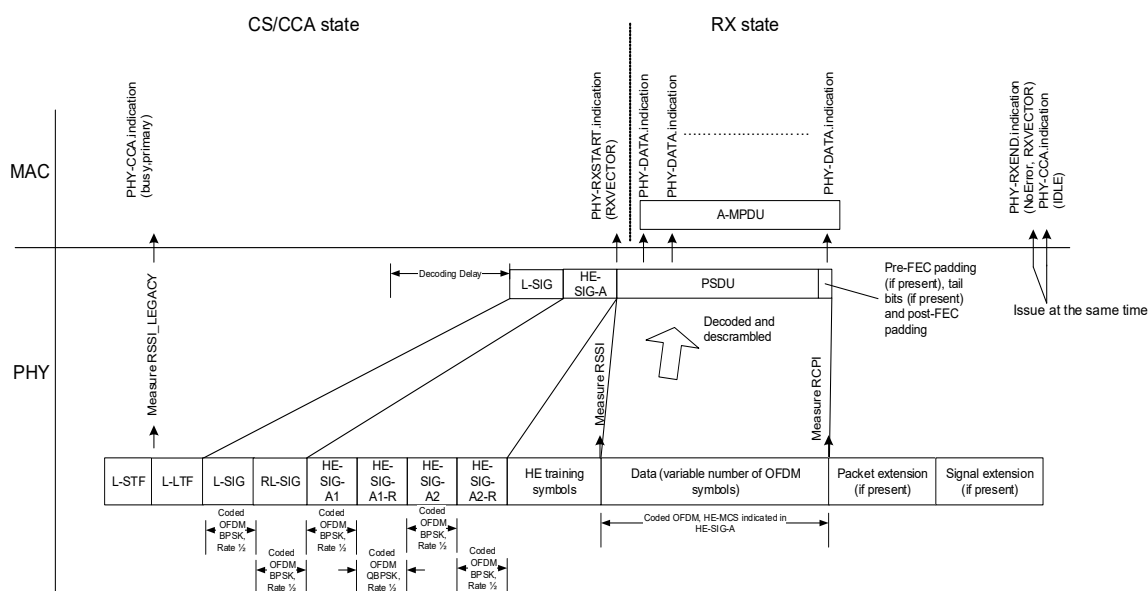 CS/CCA state
RX state
MAC
PHY-CCA.indication
(busy,primary)
PHY-RXSTART.indication
(RXVECTOR)
PHY-DATA.indication
PHY-DATA.indication
PHY-DATA.indication
PHY-RXEND.indication
(NoError, RXVECTOR)
PHY-CCA.indication
(IDLE)
A-MPDU
PHY
Measure RSSI_LEGACY
Decoding Delay
L-SIG
HE-
SIG-A
PSDU
Pre-FEC padding
(if present), tail
bits (if present)
and post-FEC
padding
Issue at the same time
Decoded and
descrambled
Measure RSSI
Measure RCPI
L-STF
L-LTF
L-SIG
RL-SIG
HE-
SIG-
A1
HE-
SIG-
A1-R
HE-
SIG-
A2
HE-
SIG-
A2-R
HE training
symbols
Data (variable number of OFDM
symbols)
Packet extension
(if present)
Signal extension
(if present)
Coded
OFDM
BPSK,
Rate ½
Coded
OFDM
BPSK,
Rate ½
Coded
OFDM
BPSK,
Rate ½
Coded
OFDM
QBPSK,
Rate ½
Coded
OFDM
BPSK,
Rate ½
Coded
OFDM
BPSK,
Rate ½
Coded OFDM, HE-MCS indicated in
HE-SIG-A